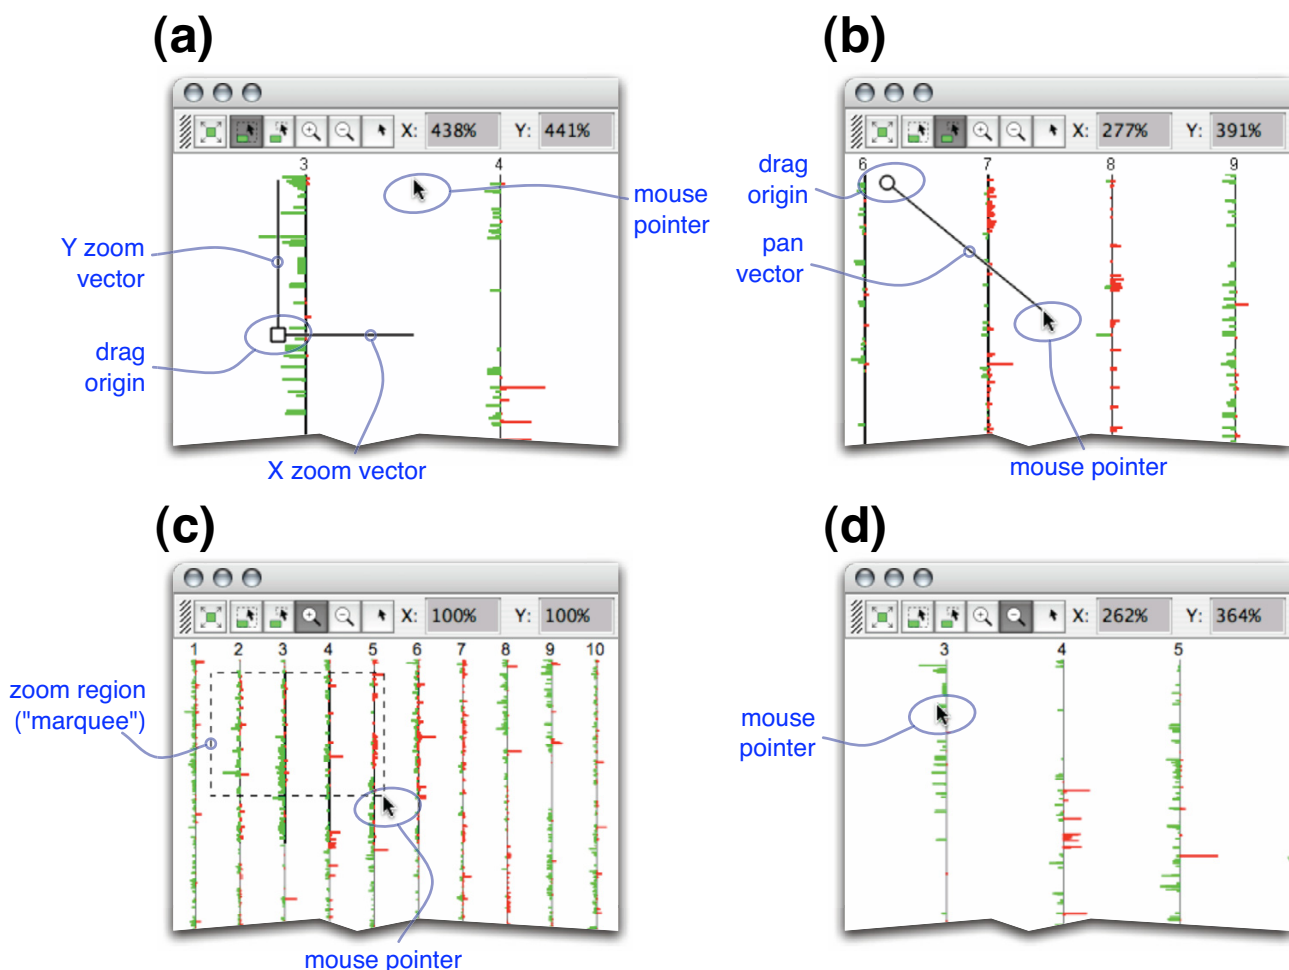 (a)
X: 438% Y: 441%
3 4
mouse
pointer
Y zoom
vector
drag
origin
X zoom vector
(b)
X: 277% Y: 391%
6 7 8 9
drag
origin
pan
vector
mouse pointer
(c)
X: 100% Y: 100%
1 2 3 4 5 6 7 8 9 10
zoom region
("marquee")
mouse pointer
(d)
X: 262% Y: 364%
3 4 5
mouse
pointer